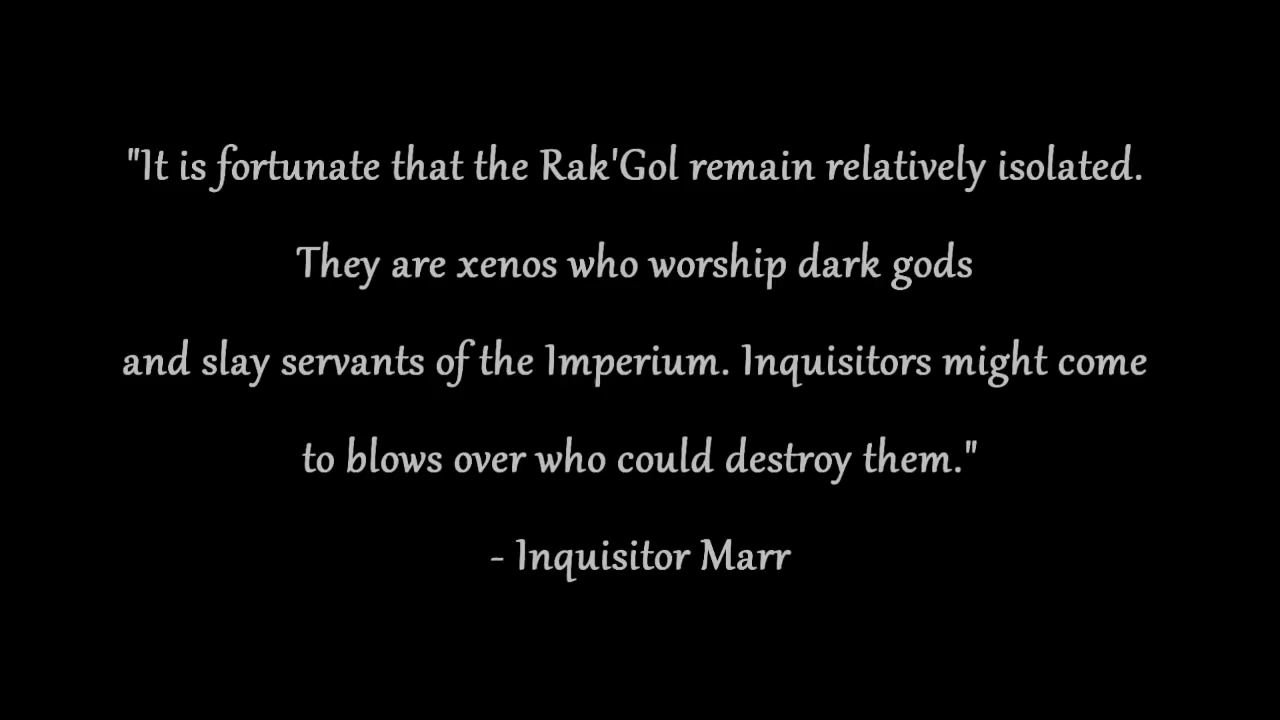 "It is fortunate that the Rak'Gol remain relatively isolated.
They are xenos who worship dark gods
and slay servants of the Imperium. Inquisitors might come
to blows over who could destroy them."
- Inquisitor Marr